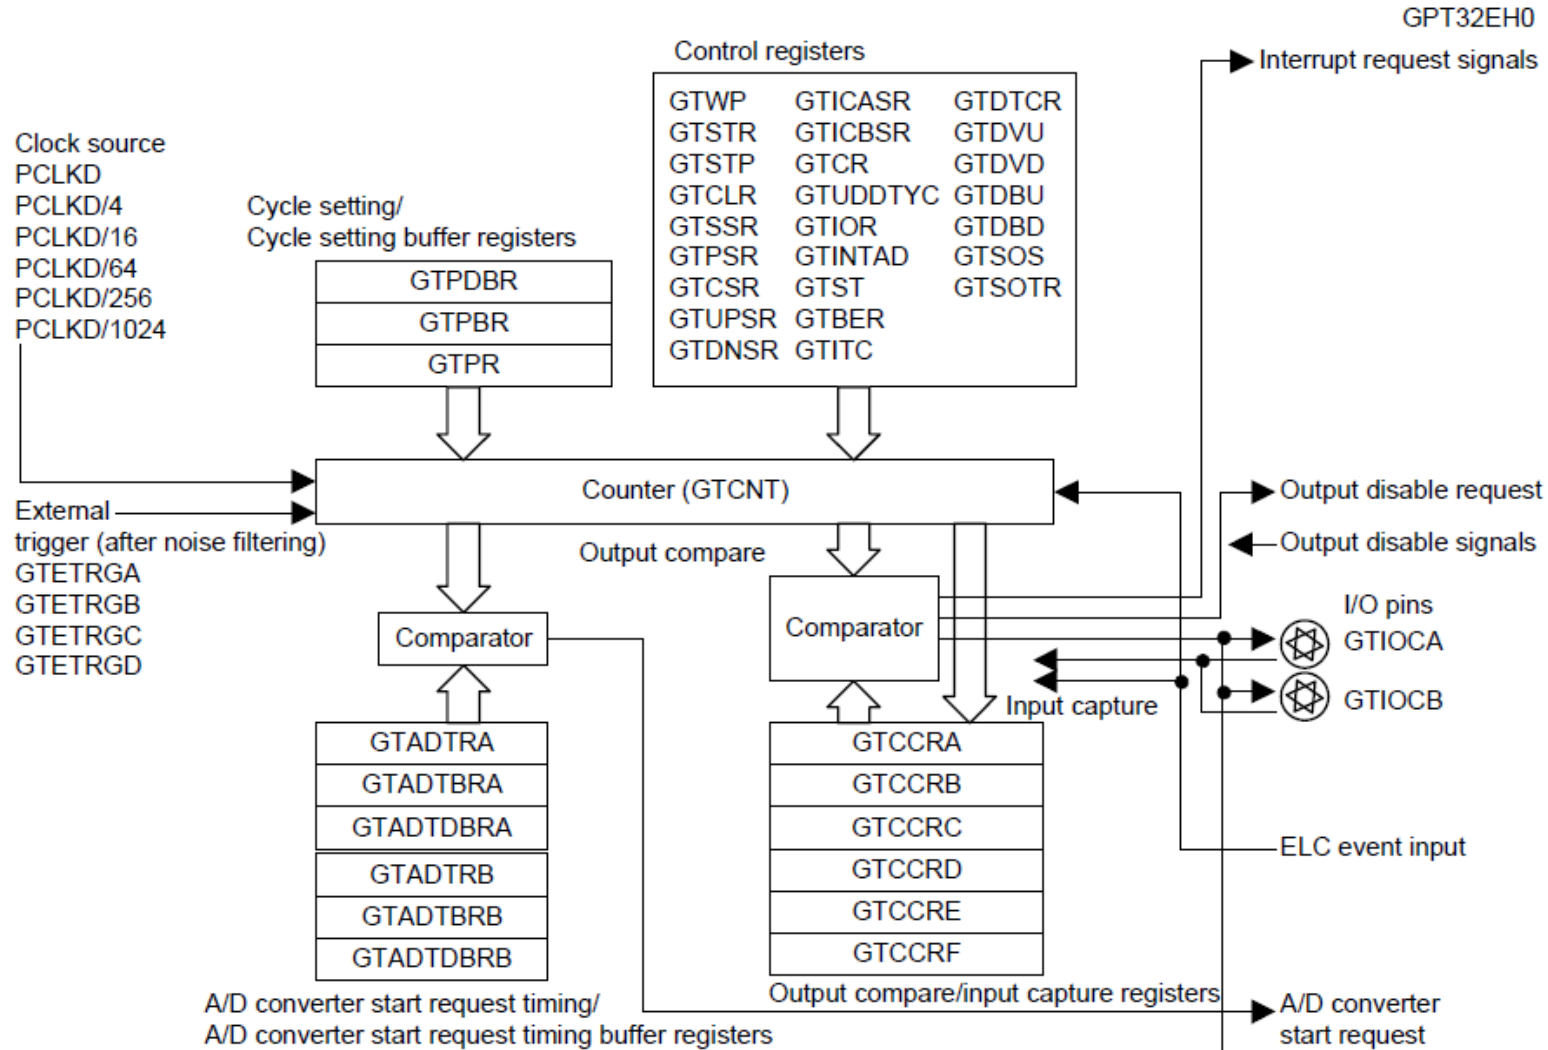 GPT32EH0
Control registers
Interrupt request signals
GTWP GTICASR GTDTCR
GTSTR GTICBSR GTDVU
GTSTP GTCR GTDVD
GTCLR GTUDDTYC GTDBU
GTSSR GTIOR GTDBD
GTPSR GTINTAD GTSOS
GTCSR GTST GTSOTR
GTUPSR GTBER
GTDNSR GTITC
Clock source
PCLKD
PCLKD/4
PCLKD/16
PCLKD/64
PCLKD/256
PCLKD/1024
Cycle setting/
Cycle setting buffer registers
GTPDBR
GTPBR
GTPR
Counter (GTCNT)
External
trigger (after noise filtering)
GTETRGA
GTETRGB
GTETRGC
GTETRGD
Output compare
Output disable request
Output disable signals
Comparator
Comparator
I/O pins
GTIOCA
GTIOCB
Input capture
GTADTRA
GTADTBRA
GTADTDBRA
GTADTRB
GTADTBRB
GTADTDBRB
GTCCRA
GTCCRB
GTCCRC
GTCCRD
GTCCRE
GTCCRF
ELC event input
A/D converter start request timing/
A/D converter start request timing buffer registers
Output compare/input capture registers
A/D converter
start request